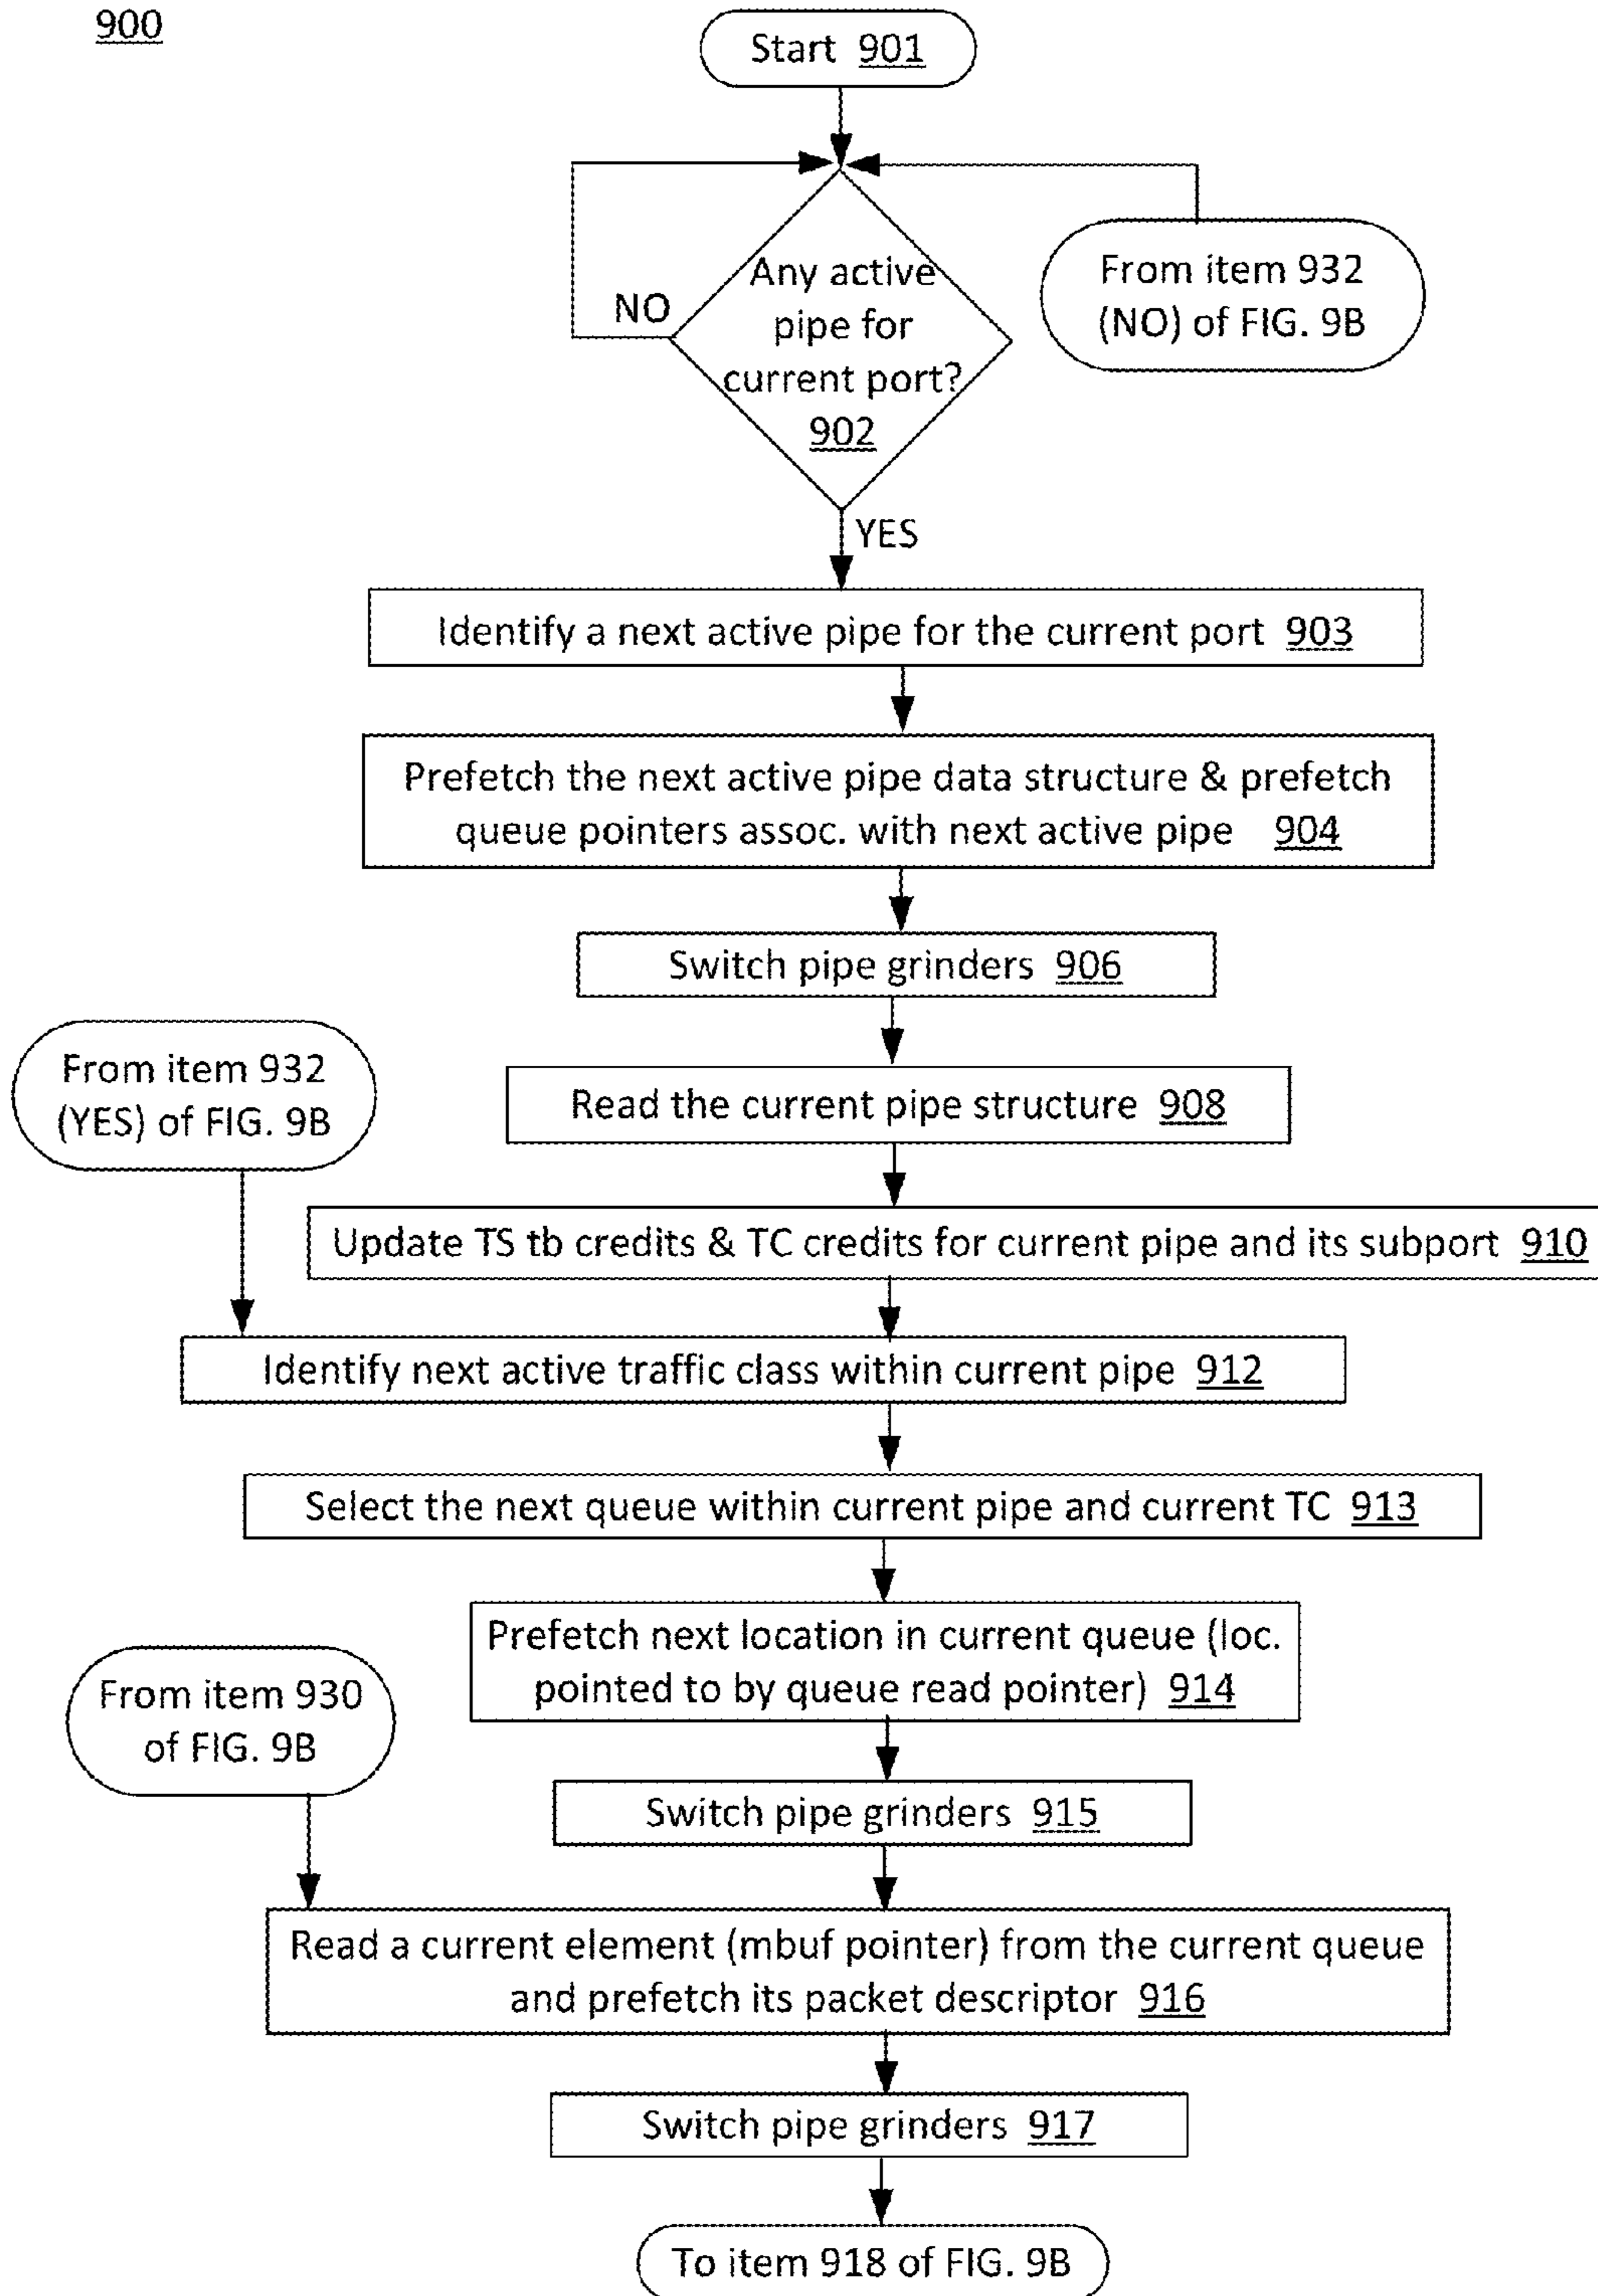 900
Start 901
Any active
pipe for
current port?
902
NO
From item 932
(NO) of FIG. 9B
YES
Identify a next active pipe for the current port 903
Prefetch the next active pipe data structure & prefetch
queue pointers assoc. with next active pipe 904
Switch pipe grinders 906
From item 932
(YES) of FIG. 9B
Read the current pipe structure 908
Update TS tb credits & TC credits for current pipe and its subport 910
Identify next active traffic class within current pipe 912
Select the next queue within current pipe and current TC 913
Prefetch next location in current queue (loc.
pointed to by queue read pointer) 914
From item 930
of FIG. 9B
Switch pipe grinders 915
Read a current element (mbuf pointer) from the current queue
and prefetch its packet descriptor 916
Switch pipe grinders 917
To item 918 of FIG. 9B